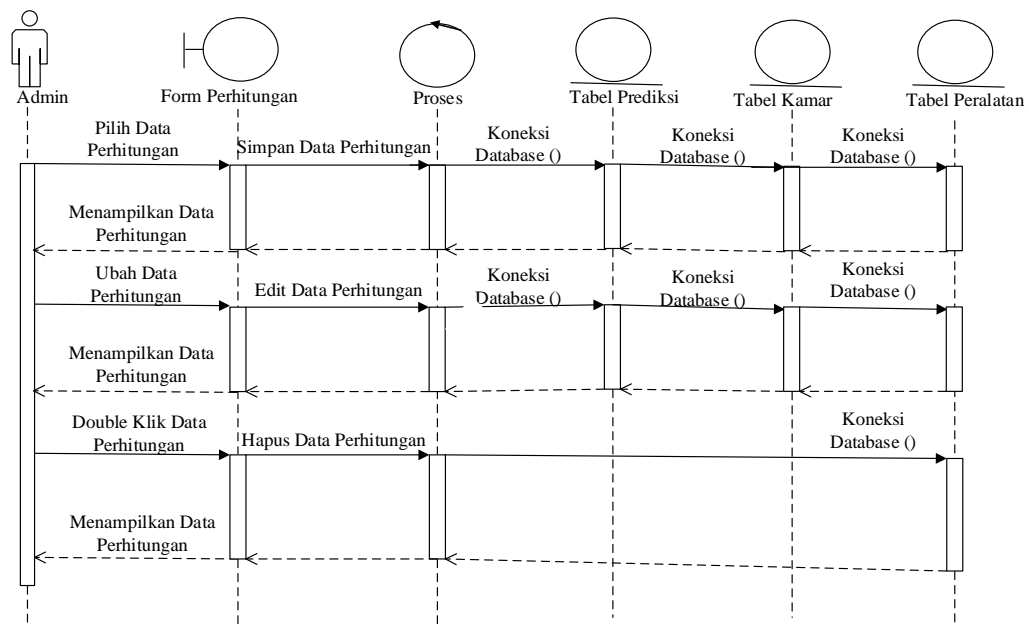 Admin
Form Perhitungan
Proses
Tabel Prediksi
Tabel Kamar
Tabel Peralatan
Pilih Data
Perhitungan
Simpan Data Perhitungan
Koneksi
Database ()
Koneksi
Database ()
Koneksi
Database ()
Menampilkan Data
Perhitungan
Ubah Data
Perhitungan
Edit Data Perhitungan
Koneksi
Database ()
Koneksi
Database ()
Koneksi
Database ()
Menampilkan Data
Perhitungan
Double Klik Data
Perhitungan
Hapus Data Perhitungan
Koneksi
Database ()
Menampilkan Data
Perhitungan